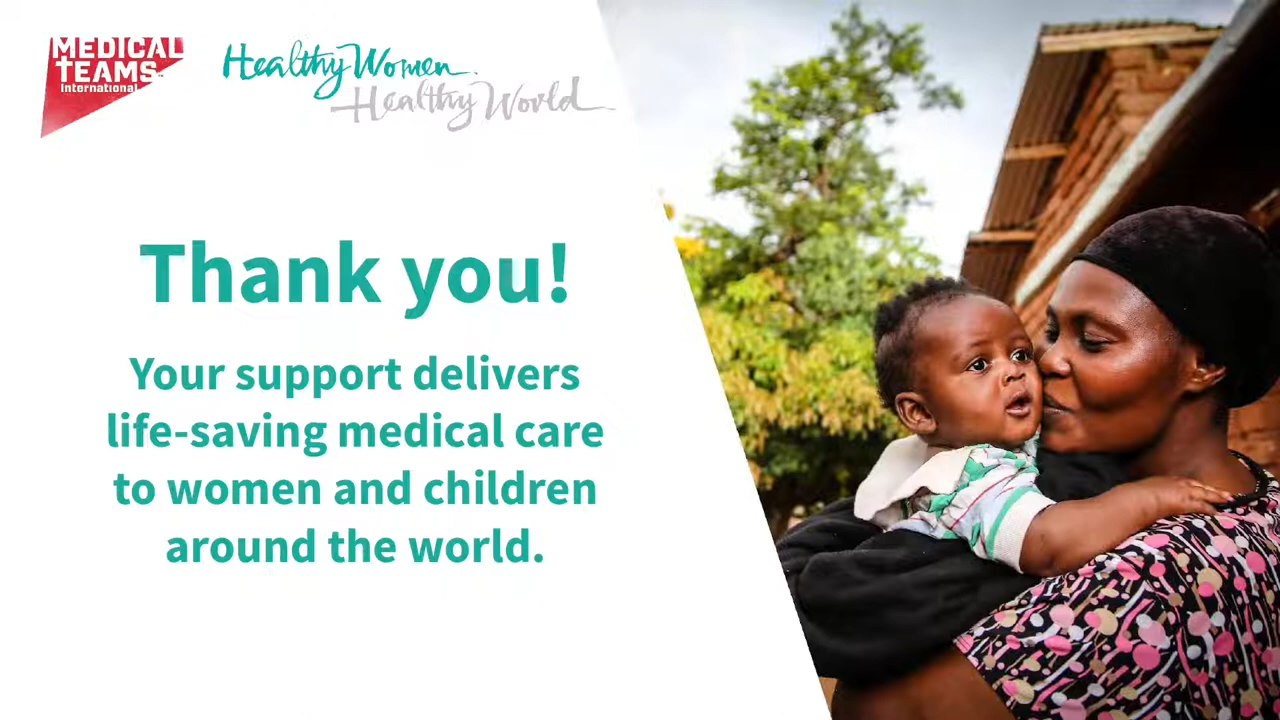 MEDICAL
TEAMS
International
Healthy Women
Healthy World
Thank you!
Your support delivers
life-saving medical care
to women and children
around the world.